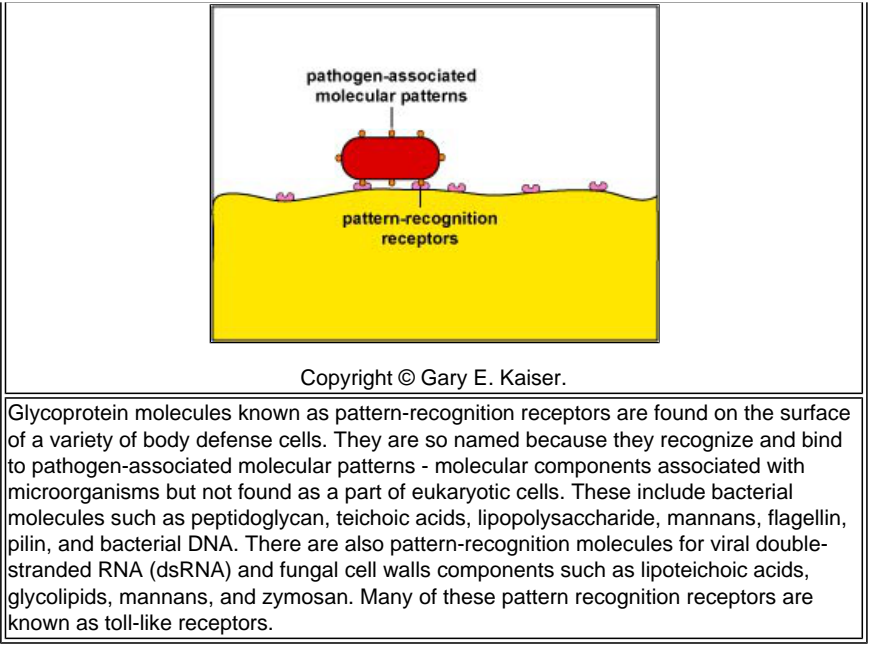 pathogen-associated
molecular patterns
pattern-recognition
receptors
Copyright © Gary E. Kaiser.
Glycoprotein molecules known as pattern-recognition receptors are found on the surface
of a variety of body defense cells. They are so named because they recognize and bind
to pathogen-associated molecular patterns - molecular components associated with
microorganisms but not found as a part of eukaryotic cells. These include bacterial
molecules such as peptidoglycan, teichoic acids, lipopolysaccharide, mannans, flagellin,
pilin, and bacterial DNA. There are also pattern-recognition molecules for viral double-
stranded RNA (dsRNA) and fungal cell walls components such as lipoteichoic acids,
glycolipids, mannans, and zymosan. Many of these pattern recognition receptors are
known as toll-like receptors.